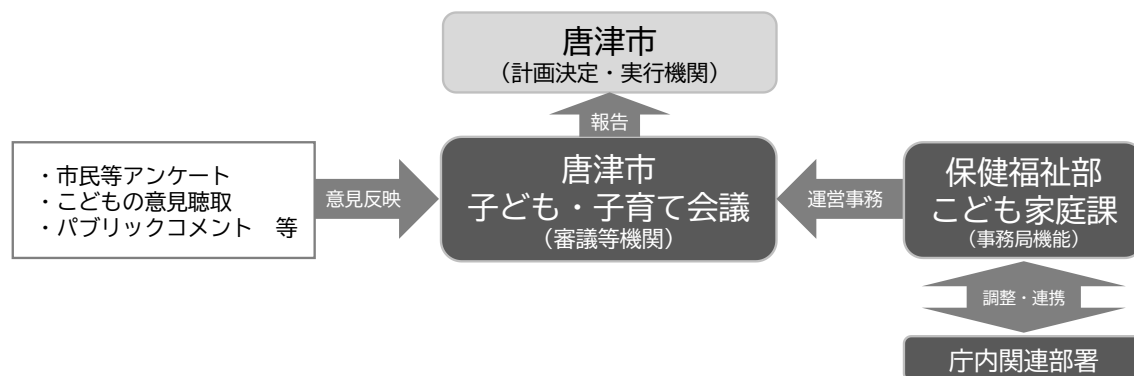 唐津市
（計画決定・実行機関）
報告
・市民等アンケート
・こどもの意見聴取
・パブリックコメント　等
意見反映
唐津市
子ども・子育て会議
（審議等機関）
運営事務
保健福祉部
こども家庭課
（事務局機能）
調整・連携
庁内関連部署